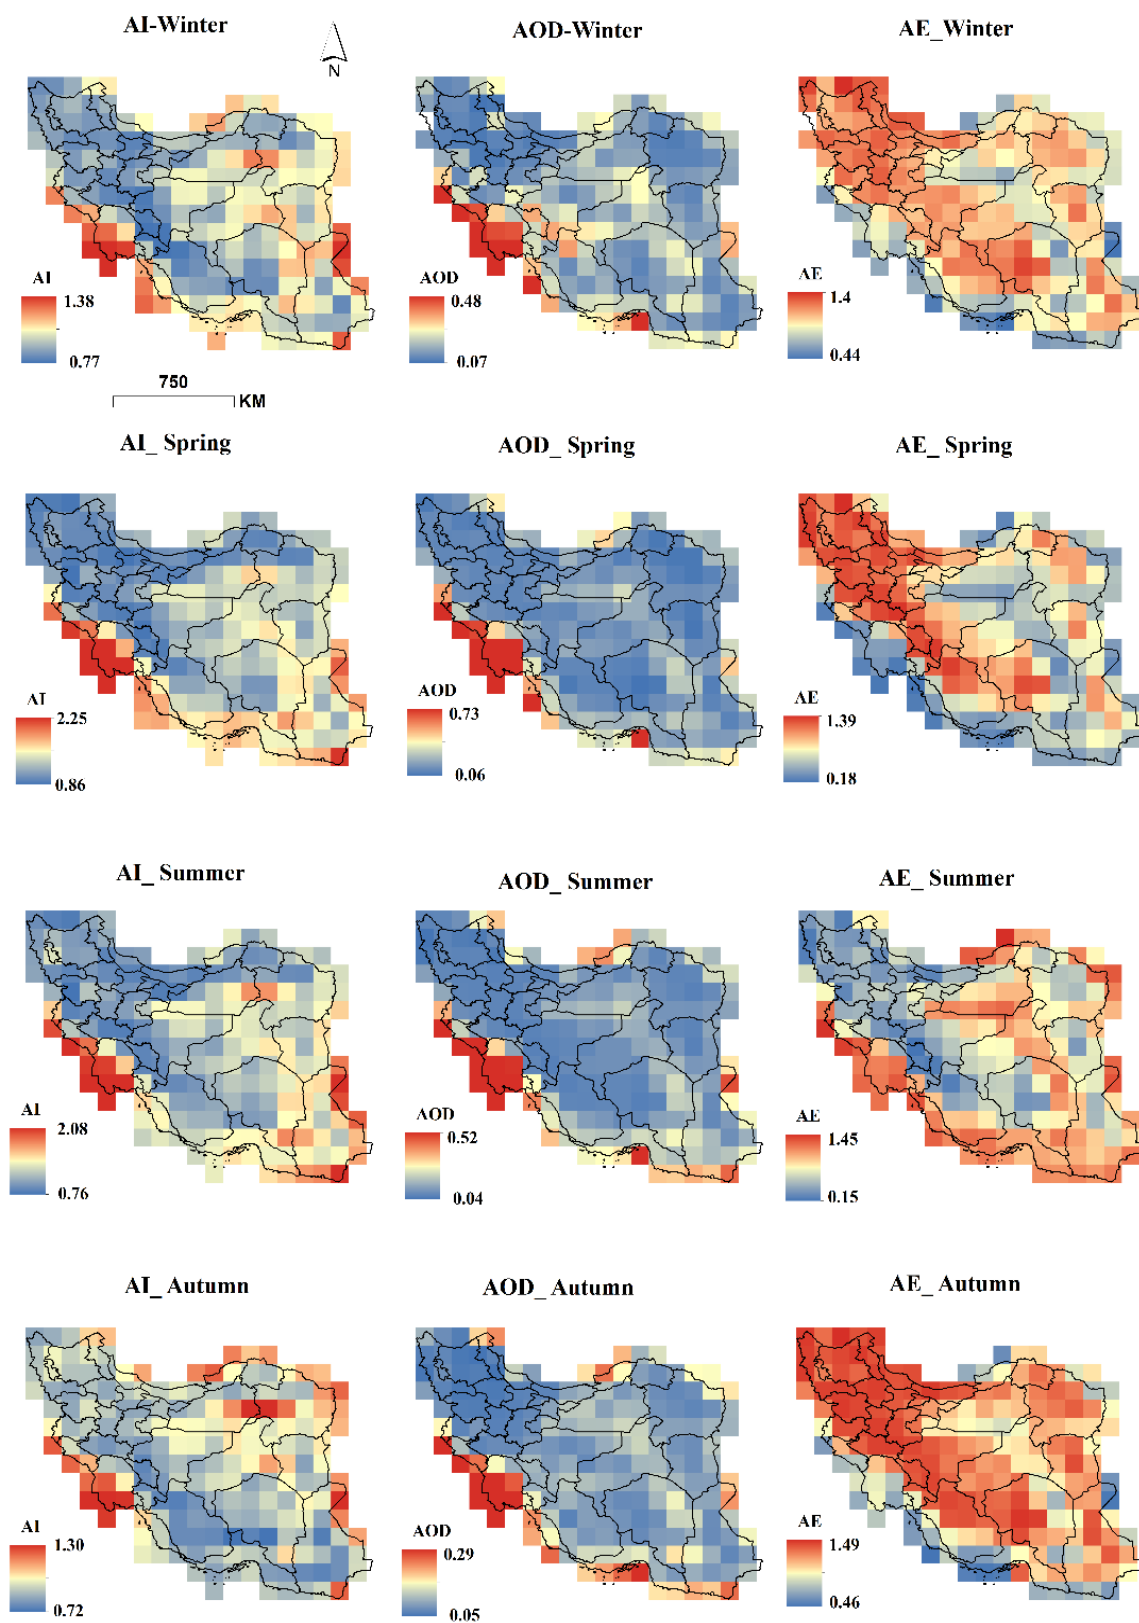 AI-Winter
AOD-Winter
AE_Winter
N
AI
1.38
0.77
AOD
0.48
0.07
AE
1.4
0.44
750
KM
AI_ Spring
AOD_ Spring
AE_ Spring
AI
2.25
0.86
AOD
0.73
0.06
AE
1.39
0.18
AI_ Summer
AOD_ Summer
AE_ Summer
AI
2.08
0.76
AOD
0.52
0.04
AE
1.45
0.15
AI_ Autumn
AOD_ Autumn
AE_ Autumn
AI
1.30
0.72
AOD
0.29
0.05
AE
1.49
0.46